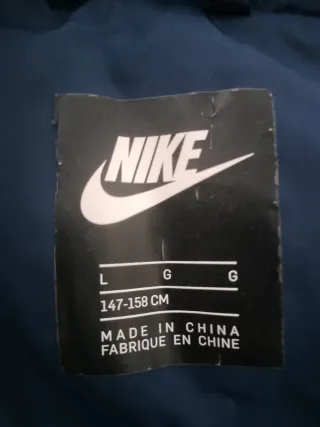 NIKE
L G G
147-158 CM
MADE IN CHINA
FABRIQUE EN CHINE